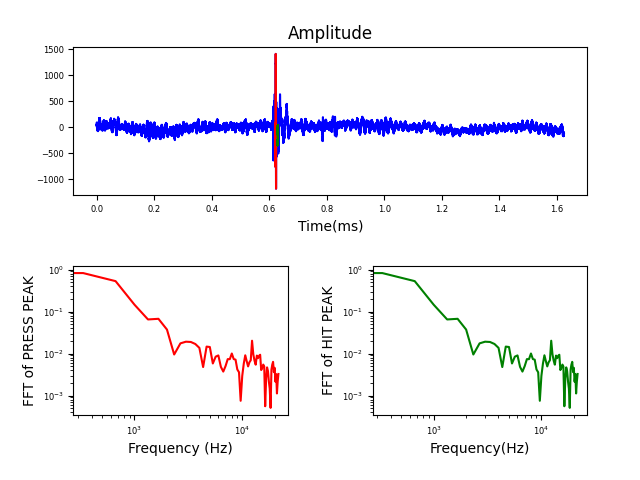 Amplitude
1500
1000
500
0
−500
−1000
0.0 0.2 0.4 0.6 0.8 1.0 1.2 1.4 1.6
Time(ms)
FFT of PRESS PEAK
10⁰
10⁻¹
10⁻²
10⁻³
10³ 10⁴
Frequency (Hz)
FFT of HIT PEAK
10⁰
10⁻¹
10⁻²
10⁻³
10³ 10⁴
Frequency(Hz)